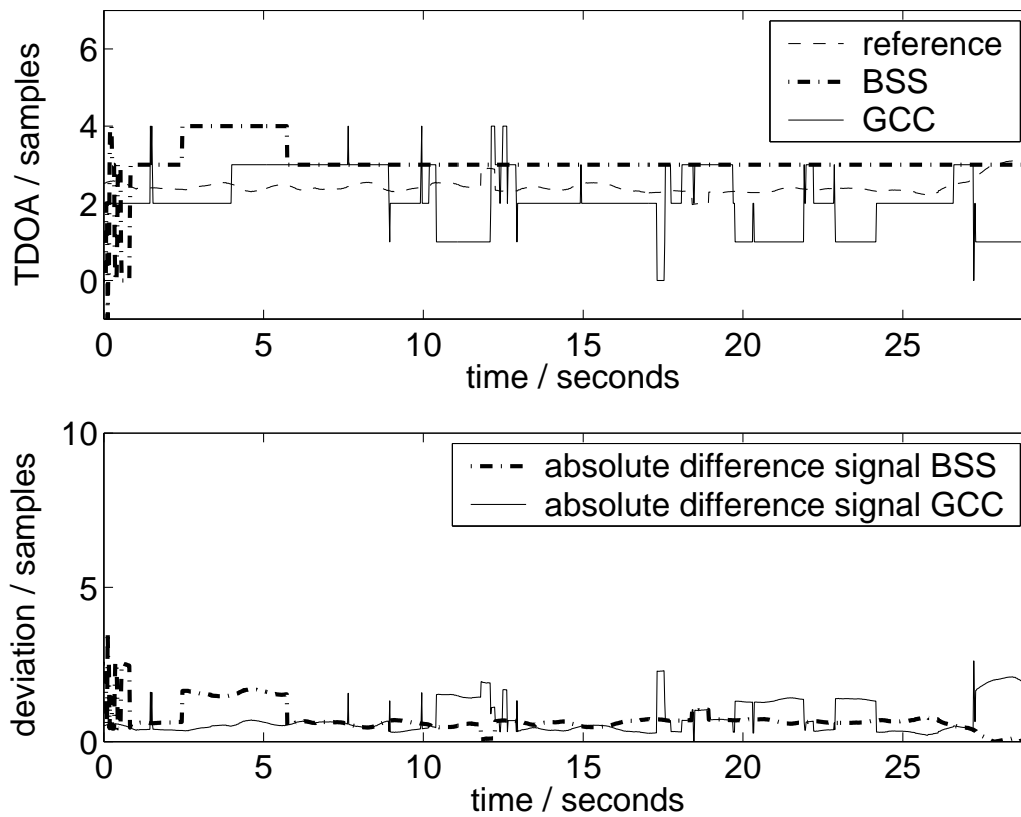 6
4
2
0
TDOA / samples
reference
BSS
GCC
0 5 10 15 20 25
time / seconds
10
5
0
deviation / samples
absolute difference signal BSS
absolute difference signal GCC
0 5 10 15 20 25
time / seconds